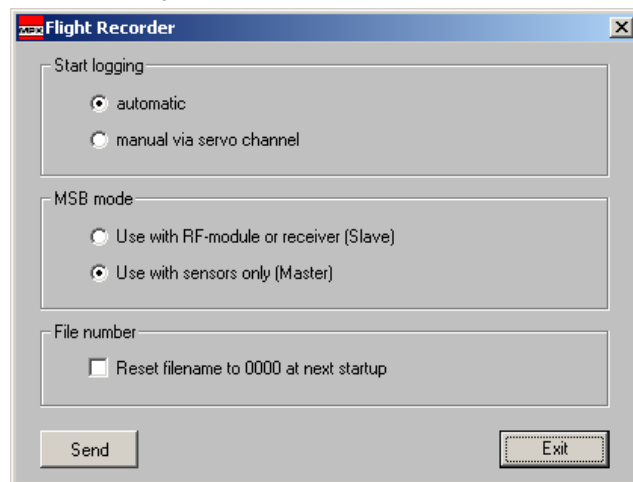 MPX Flight Recorder
Start logging
automatic
manual via servo channel
MSB mode
Use with RF-module or receiver (Slave)
Use with sensors only (Master)
File number
Reset filename to 0000 at next startup
Send
Exit